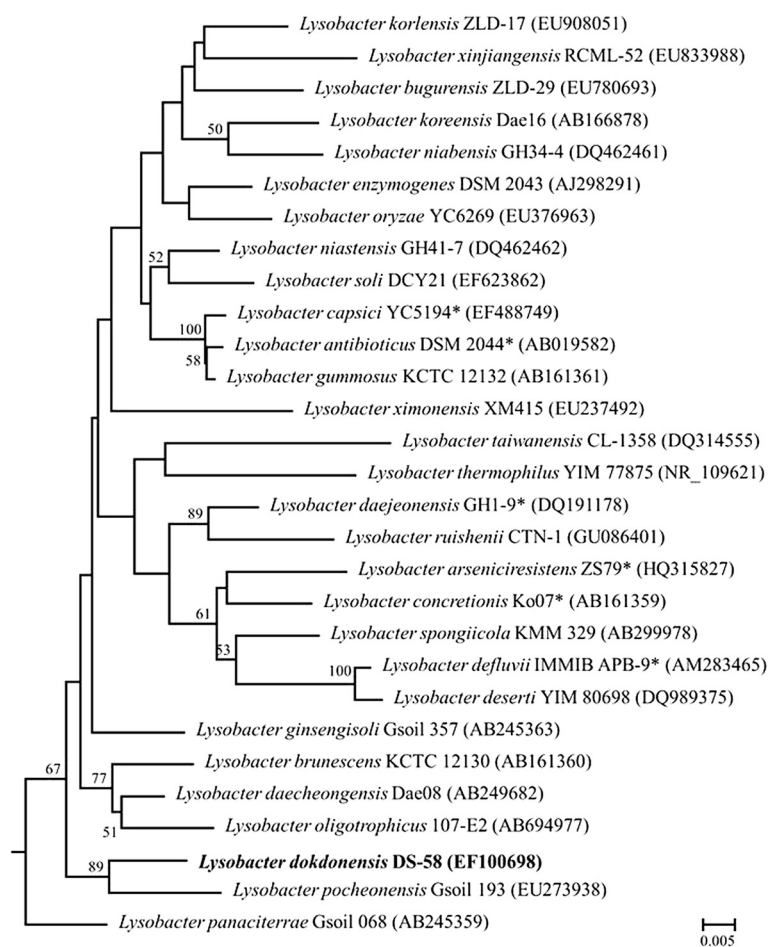 Lysobacter korlensis ZLD-17 (EU908051)
Lysobacter xinjiangensis RCML-52 (EU833988)
Lysobacter bugurensis ZLD-29 (EU780693)
50
Lysobacter koreensis Dae16 (AB166878)
Lysobacter niabensis GH34-4 (DQ462461)
Lysobacter enzymogenes DSM 2043 (AJ298291)
Lysobacter oryzae YC6269 (EU376963)
52
Lysobacter niastensis GH41-7 (DQ462462)
Lysobacter soli DCY21 (EF623862)
Lysobacter capsici YC5194* (EF488749)
100
Lysobacter antibioticus DSM 2044* (AB019582)
58
Lysobacter gummosus KCTC 12132 (AB161361)
Lysobacter ximonensis XM415 (EU237492)
Lysobacter taiwanensis CL-1358 (DQ314555)
Lysobacter thermophilus YIM 77875 (NR_109621)
Lysobacter daejeonensis GH1-9* (DQ191178)
89
Lysobacter ruishenii CTN-1 (GU086401)
Lysobacter arseniciresistens ZS79* (HQ315827)
Lysobacter concretionis Ko07* (AB161359)
61
Lysobacter spongiicola KMM 329 (AB299978)
53
Lysobacter defluvii IMMIB APB-9* (AM283465)
100
Lysobacter deserti YIM 80698 (DQ989375)
Lysobacter ginsengisoli Gsoil 357 (AB245363)
Lysobacter brunescens KCTC 12130 (AB161360)
67
77
Lysobacter daecheongensis Dae08 (AB249682)
Lysobacter oligotrophicus 107-E2 (AB694977)
51
Lysobacter dokdonensis DS-58 (EF100698)
89
Lysobacter pocheonensis Gsoil 193 (EU273938)
Lysobacter panaciterrae Gsoil 068 (AB245359)
0.005